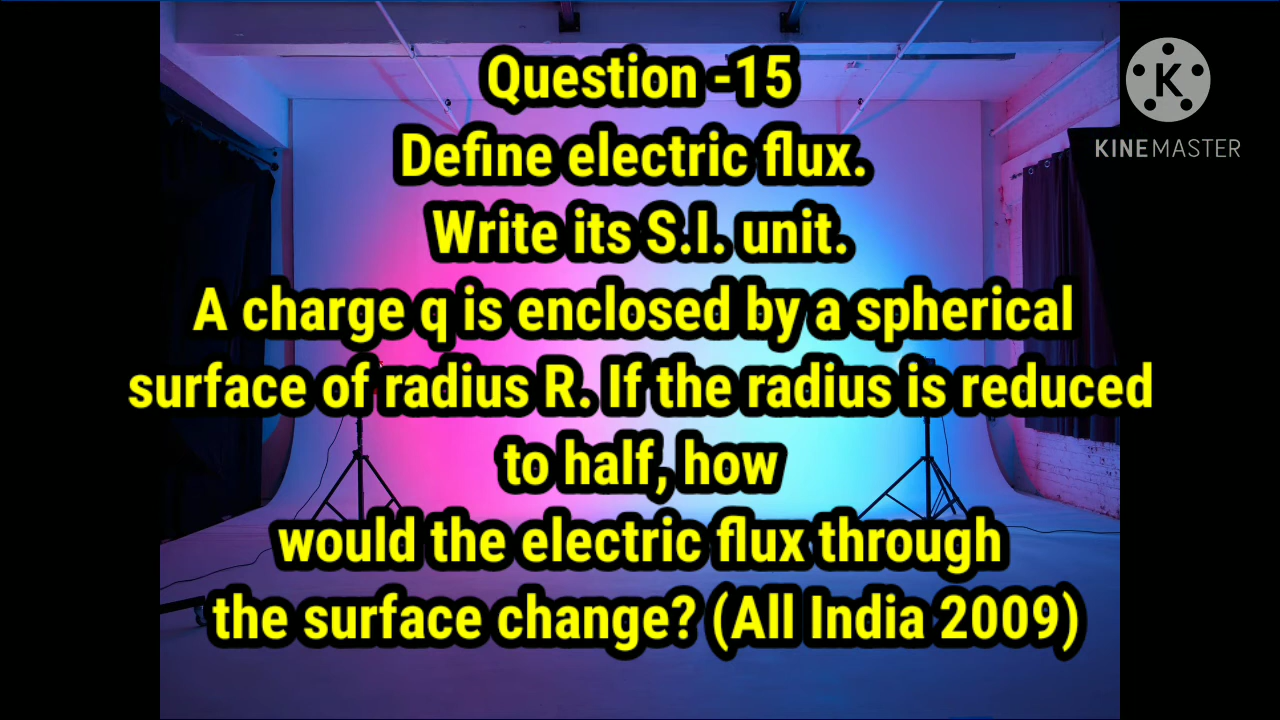 Question -15
Define electric flux.
Write its S.I. unit.
A charge q is enclosed by a spherical
surface of radius R. If the radius is reduced
to half, how
would the electric flux through
the surface change? (All India 2009)
K
KINEMASTER